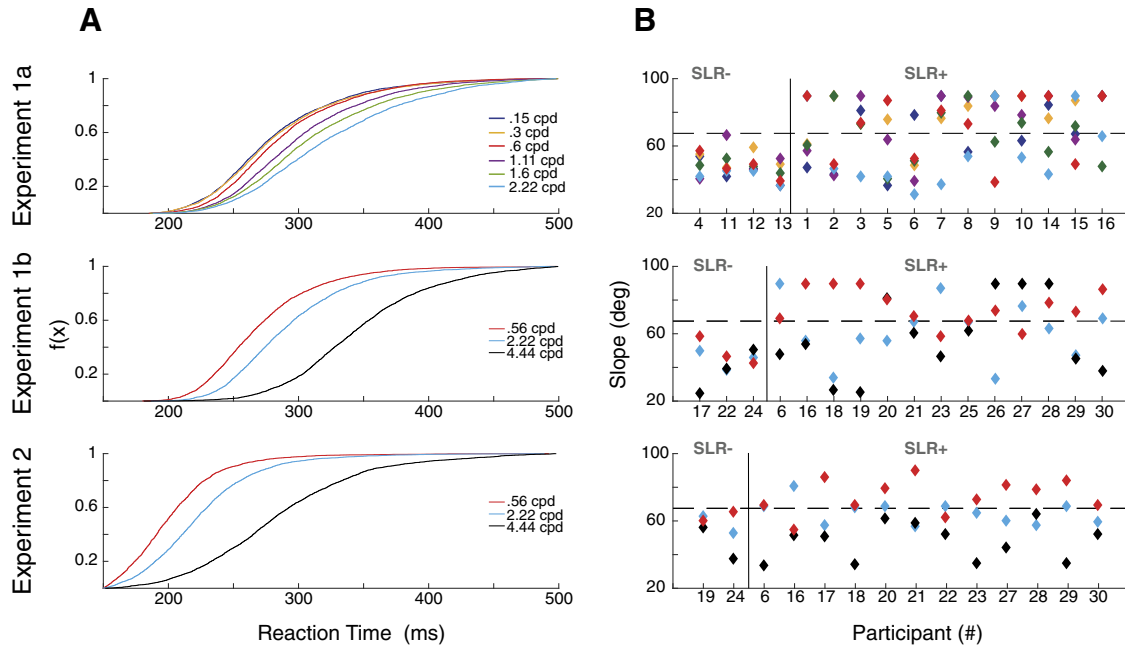 A
B
Experiment 1a
1
0.6
0.2
200
300
400
500
.15 cpd
.3 cpd
.6 cpd
1.11 cpd
1.6 cpd
2.22 cpd
SLR-
SLR+
100
60
20
4 11 12 13 1 2 3 5 6 7 8 9 10 14 15 16
Experiment 1b
f(x)
1
0.6
0.2
200
300
400
500
.56 cpd
2.22 cpd
4.44 cpd
Slope (deg)
SLR-
SLR+
100
60
20
17 22 24 6 16 18 19 20 21 23 25 26 27 28 29 30
Experiment 2
1
0.6
0.2
200
300
400
500
.56 cpd
2.22 cpd
4.44 cpd
SLR-
SLR+
100
60
20
19 24 6 16 17 18 20 21 22 23 27 28 29 30
Reaction Time (ms)
Participant (#)